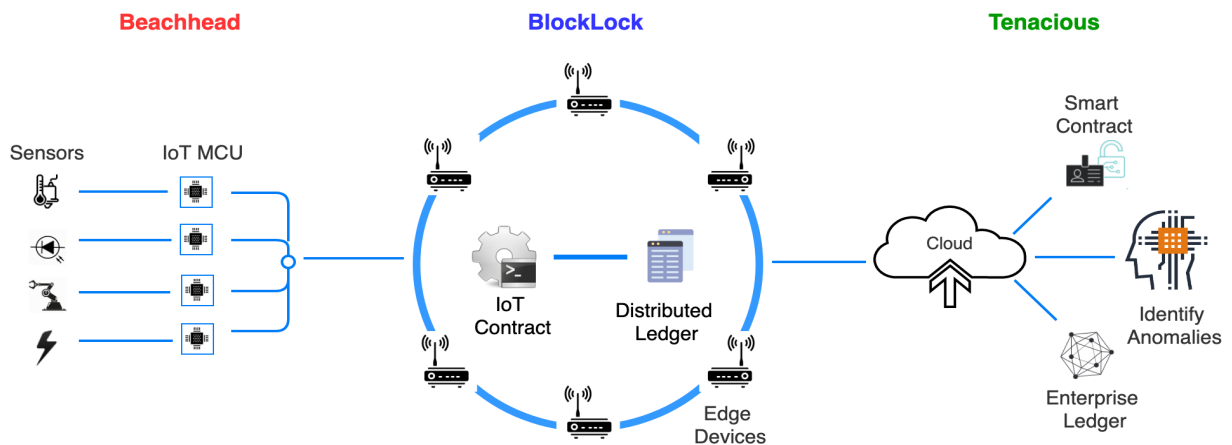 Beachhead
BlockLock
Tenacious
Sensors
IoT MCU
>_
IoT
Contract
Distributed
Ledger
Edge
Devices
Cloud
Smart
Contract
Identify
Anomalies
Enterprise
Ledger